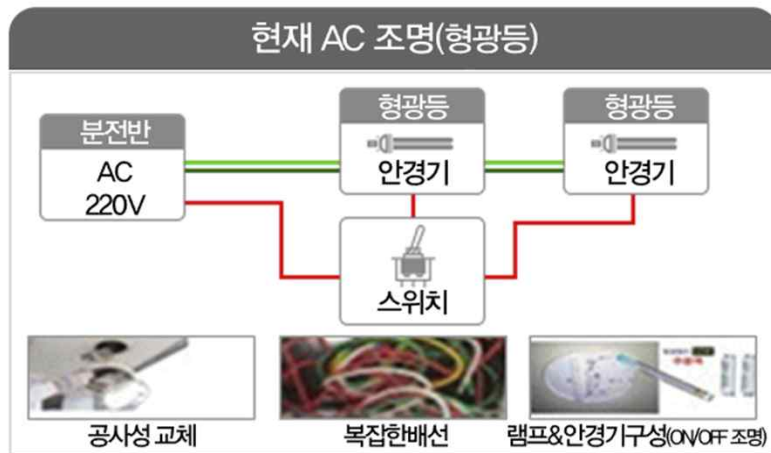 현재 AC 조명(형광등)
분전반
AC
220V
형광등
안경기
형광등
안경기
스위치
공사성 교체
복잡한배선
램프&안경기구성(ON/OFF 조명)